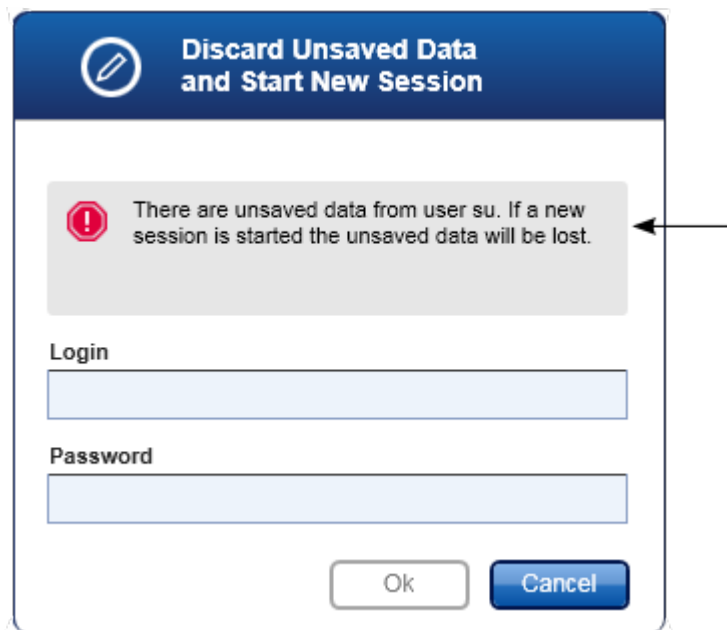 Discard Unsaved Data
and Start New Session
There are unsaved data from user su. If a new
session is started the unsaved data will be lost.
Login
Password
Ok
Cancel